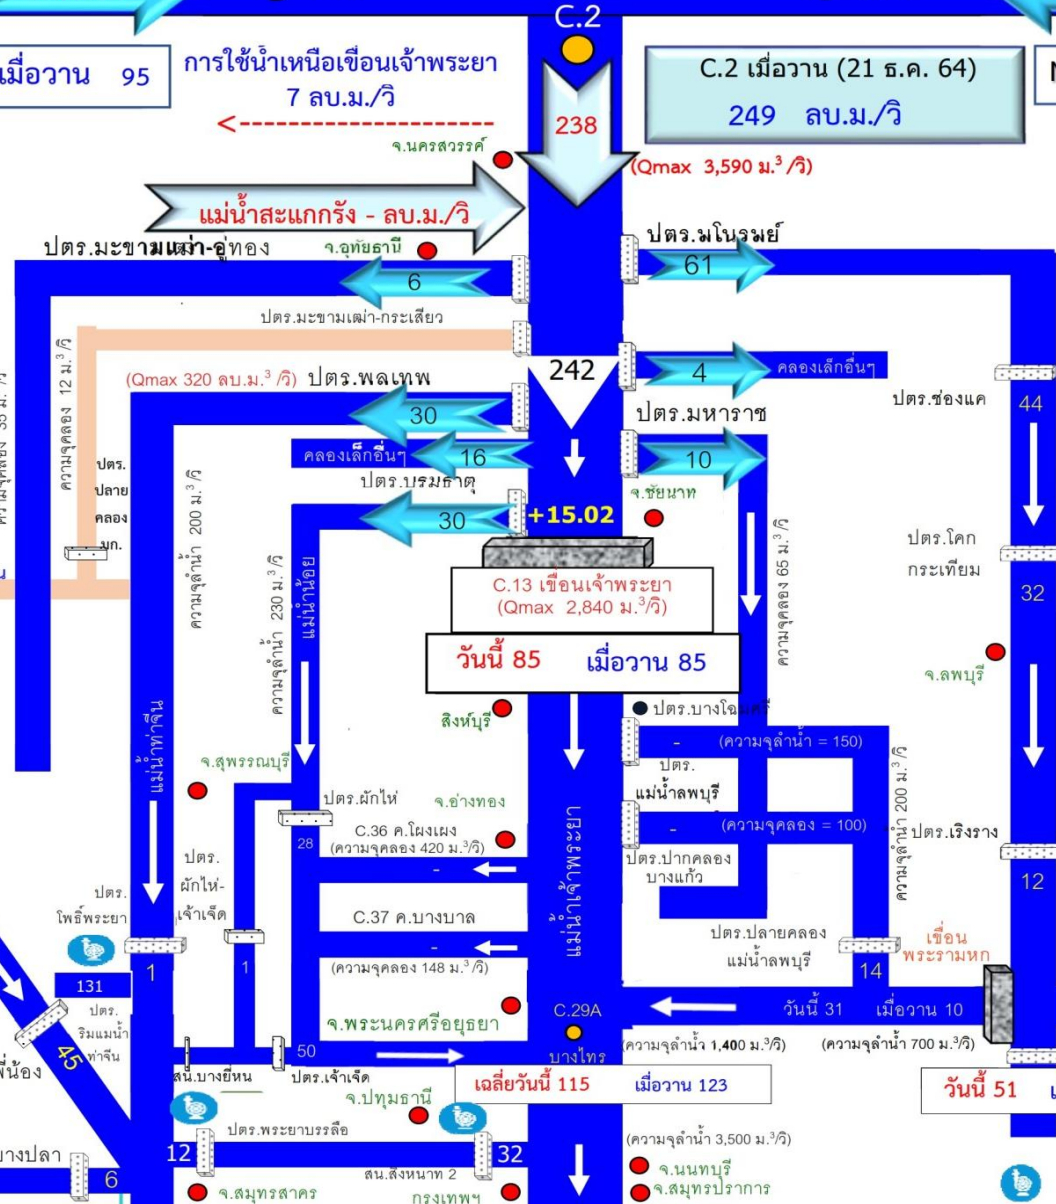 C.2
เมื่อวาน 95
การใช้น้ำเหนือเขื่อนเจ้าพระยา
7 ลบ.ม./วิ
C.2 เมื่อวาน (21 ธ.ค. 64)
249 ลบ.ม./วิ
238
จ.นครสวรรค์
(Qmax 3,590 ม.³/วิ)
แม่น้ำสะแกกรัง - ลบ.ม./วิ
ปตร.มะขามเฒ่า-อู่ทอง
จ.อุทัยธานี
ปตร.มโนรมย์
6
61
ปตร.มะขามเฒ่า-กระเสียว
ความจุคลอง 12 ม.³/วิ
ความจุคลอง 35 ม.³/วิ
242
(Qmax 320 ลบ.ม.³ /วิ) ปตร.พลเทพ
4
คลองเล็กอื่นๆ
ปตร.ช่องแค
44
30
ปตร.มหาราช
คลองเล็กอื่นๆ
16
10
ปตร.
ปลาย
คลอง
มก.
ปตร.บรมธาตุ
จ.ชัยนาท
30
+15.02
ความจุลำน้ำ 200 ม.³/วิ
ความจุลำน้ำ 230 ม.³/วิ
แม่น้ำน้อย
ความจุคลอง 65 ม.³/วิ
ปตร.โคก
กระเทียม
32
C.13 เขื่อนเจ้าพระยา
(Qmax 2,840 ม.³/วิ)
วันนี้ 85 เมื่อวาน 85
จ.ลพบุรี
สิงห์บุรี
ปตร.บางโฉมศรี
แม่น้ำท่าจีน
- (ความจุลำน้ำ = 150)
จ.สุพรรณบุรี
ปตร.
แม่น้ำลพบุรี
ปตร.ผักไห่
จ.อ่างทอง
ความจุลำน้ำ 200 ม.³/วิ
C.36 ค.โผงเผง
(ความจุคลอง 420 ม.³/วิ)
28
-
แม่น้ำเจ้าพระยา
- (ความจุคลอง = 100)
ปตร.เริงราง
ปตร.ปากคลอง
บางแก้ว
12
ปตร.
ผักไห่-
เจ้าเจ็ด
ปตร.
โพธิ์พระยา
C.37 ค.บางบาล
-
(ความจุคลอง 148 ม.³/วิ)
ปตร.ปลายคลอง
แม่น้ำลพบุรี
เขื่อน
พระรามหก
1
1
14
131
ปตร.
ริมแม่น้ำ
ท่าจีน
45
จ.พระนครศรีอยุธยา
C.29A
บางไทร
วันนี้ 31 เมื่อวาน 10
(ความจุลำน้ำ 1,400 ม.³/วิ)
(ความจุลำน้ำ 700 ม.³/วิ)
50
พี่น้อง
สน.บางยี่หน
ปตร.เจ้าเจ็ด
เฉลี่ยวันนี้ 115 เมื่อวาน 123
วันนี้ 51
จ.ปทุมธานี
ปตร.พระยาบรรลือ
(ความจุลำน้ำ 3,500 ม.³/วิ)
บางปลา
12
32
6
สน.สิงหนาท 2
จ.นนทบุรี
จ.สมุทรสาคร
กรุงเทพฯ
จ.สมุทรปราการ